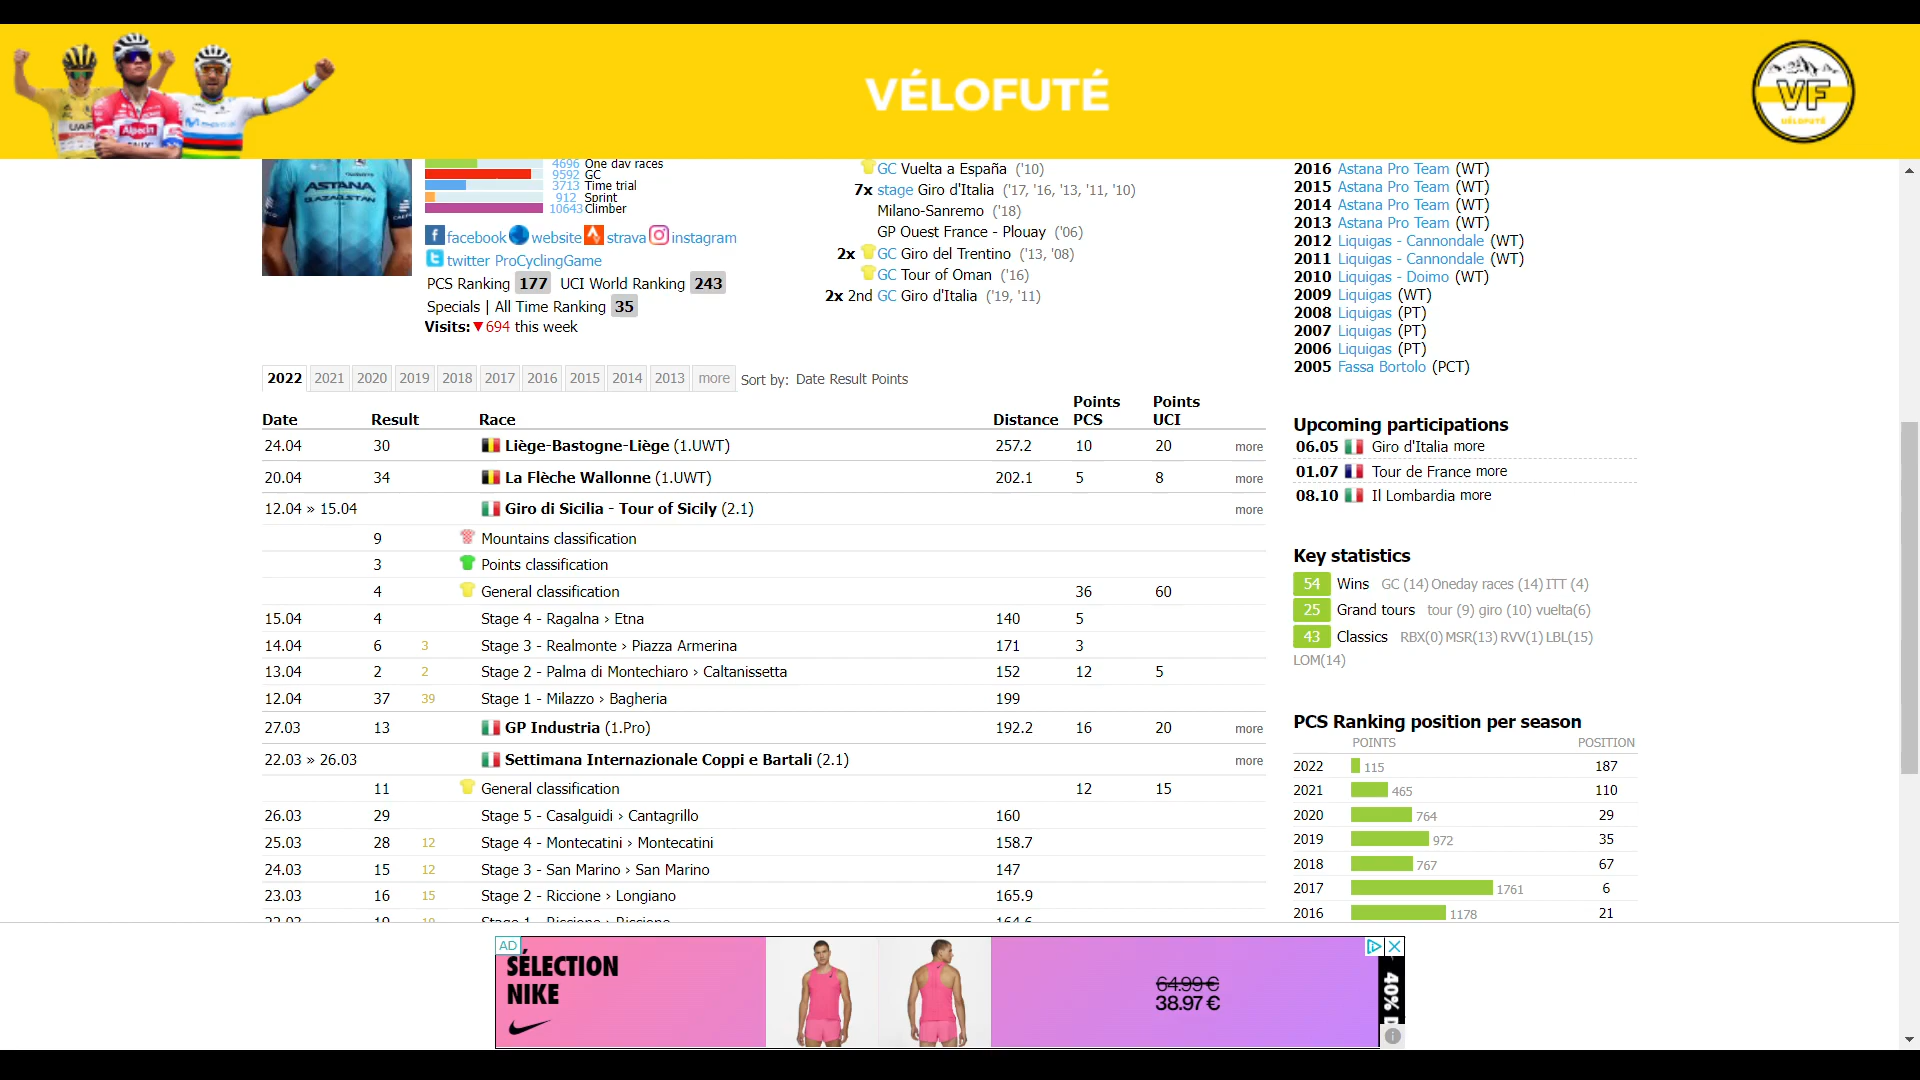 VÉLOFUTÉ
VF
VÉLOFUTÉ
UAE
Alpecin
ASTANA
4696 One day races
9592 GC
3713 Time trial
912 Sprint
10643 Climber
facebook website strava instagram
twitter ProCyclingGame
PCS Ranking 177 UCI World Ranking 243
Specials | All Time Ranking 35
Visits: ▼694 this week
GC Vuelta a España ('10)
7x stage Giro d'Italia ('17, '16, '13, '11, '10)
Milano-Sanremo ('18)
GP Ouest France - Plouay ('06)
2x GC Giro del Trentino ('13, '08)
GC Tour of Oman ('16)
2x 2nd GC Giro d'Italia ('19, '11)
2016 Astana Pro Team (WT)
2015 Astana Pro Team (WT)
2014 Astana Pro Team (WT)
2013 Astana Pro Team (WT)
2012 Liquigas - Cannondale (WT)
2011 Liquigas - Cannondale (WT)
2010 Liquigas - Doimo (WT)
2009 Liquigas (WT)
2008 Liquigas (PT)
2007 Liquigas (PT)
2006 Liquigas (PT)
2005 Fassa Bortolo (PCT)
2022 2021 2020 2019 2018 2017 2016 2015 2014 2013 more Sort by: Date Result Points
Date Result Race Distance Points PCS Points UCI
24.04 30 Liège-Bastogne-Liège (1.UWT) 257.2 10 20 more
20.04 34 La Flèche Wallonne (1.UWT) 202.1 5 8 more
12.04 » 15.04 Giro di Sicilia - Tour of Sicily (2.1) more
9 Mountains classification
3 Points classification
4 General classification 36 60
15.04 4 Stage 4 - Ragalna › Etna 140 5
14.04 6 3 Stage 3 - Realmonte › Piazza Armerina 171 3
13.04 2 2 Stage 2 - Palma di Montechiaro › Caltanissetta 152 12 5
12.04 37 39 Stage 1 - Milazzo › Bagheria 199
27.03 13 GP Industria (1.Pro) 192.2 16 20 more
22.03 » 26.03 Settimana Internazionale Coppi e Bartali (2.1) more
11 General classification 12 15
26.03 29 Stage 5 - Casalguidi › Cantagrillo 160
25.03 28 12 Stage 4 - Montecatini › Montecatini 158.7
24.03 15 12 Stage 3 - San Marino › San Marino 147
23.03 16 15 Stage 2 - Riccione › Longiano 165.9
22.03 19 19 Stage 1 - Riccione › Riccione 164.6
Upcoming participations
06.05 Giro d'Italia more
01.07 Tour de France more
08.10 Il Lombardia more
Key statistics
54 Wins GC (14) Oneday races (14) ITT (4)
25 Grand tours tour (9) giro (10) vuelta(6)
43 Classics RBX(0) MSR(13) RVV(1) LBL(15)
LOM(14)
PCS Ranking position per season
POINTS POSITION
2022 115 187
2021 465 110
2020 764 29
2019 972 35
2018 767 67
2017 1761 6
2016 1178 21
AD
SÉLECTION
NIKE
64.99 €
38.97 €
40%